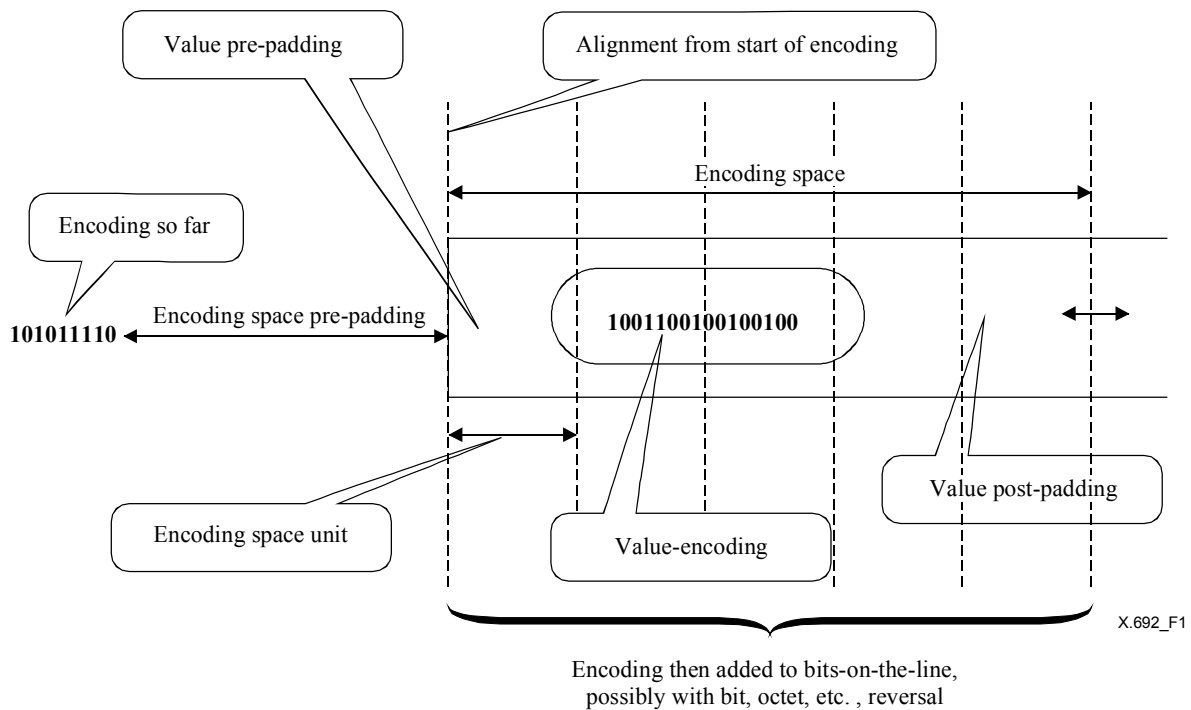 Value pre-padding
Alignment from start of encoding
Encoding space
Encoding so far
Encoding space pre-padding
101011110
1001100100100100
Encoding space unit
Value-encoding
Value post-padding
X.692_F1
Encoding then added to bits-on-the-line,
possibly with bit, octet, etc. , reversal